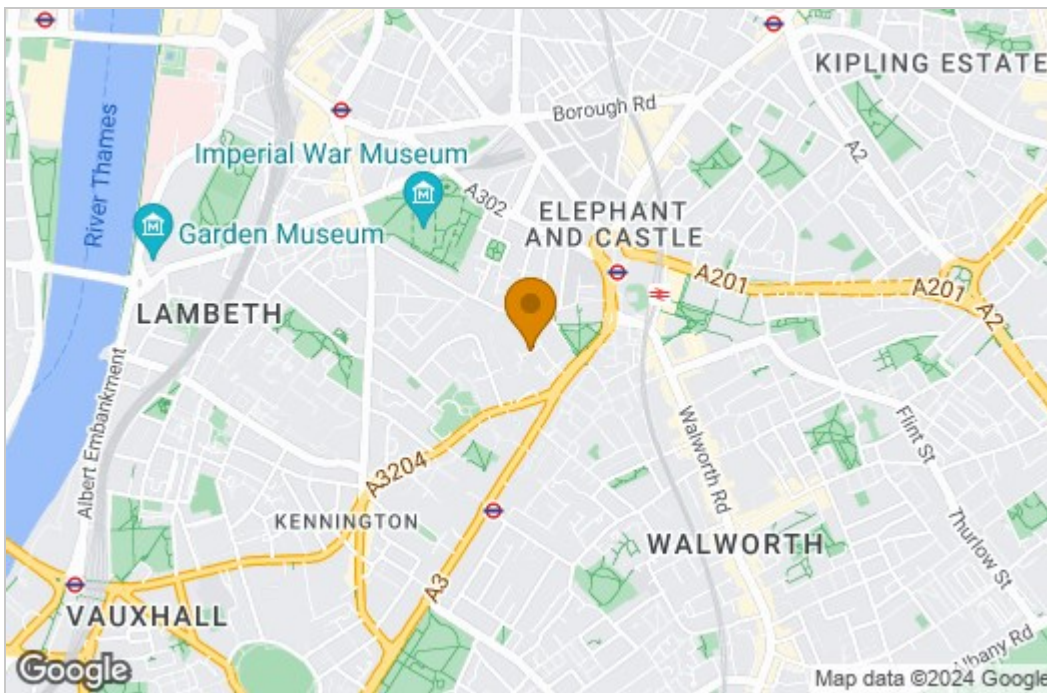 KIPLING ESTATE
Borough Rd
A2
River Thames
Imperial War Museum
A302
Garden Museum
ELEPHANT
AND CASTLE
A201
A201
A2
LAMBETH
Albert Embankment
Flint St
Walworth Rd
A3204
KENNINGTON
WALWORTH
Thurlow St
A3
VAUXHALL
Albany Rd
Google
Map data ©2024 Google